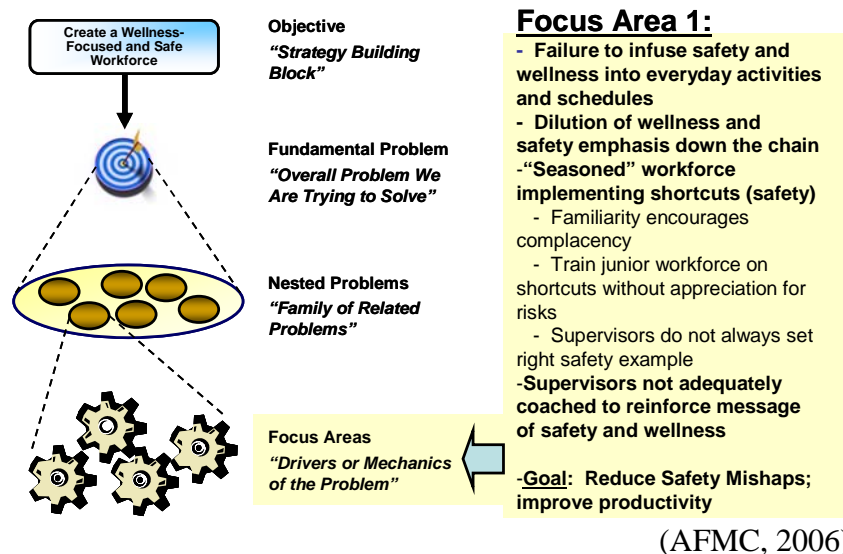 Create a Wellness-
Focused and Safe
Workforce
Objective
“Strategy Building
Block”
Fundamental Problem
“Overall Problem We
Are Trying to Solve”
Nested Problems
“Family of Related
Problems”
Focus Areas
“Drivers or Mechanics
of the Problem”
Focus Area 1:
- Failure to infuse safety and
wellness into everyday activities
and schedules
- Dilution of wellness and
safety emphasis down the chain
-“Seasoned” workforce
implementing shortcuts (safety)
- Familiarity encourages
complacency
- Train junior workforce on
shortcuts without appreciation for
risks
- Supervisors do not always set
right safety example
-Supervisors not adequately
coached to reinforce message
of safety and wellness
-Goal: Reduce Safety Mishaps;
improve productivity
(AFMC, 2006)